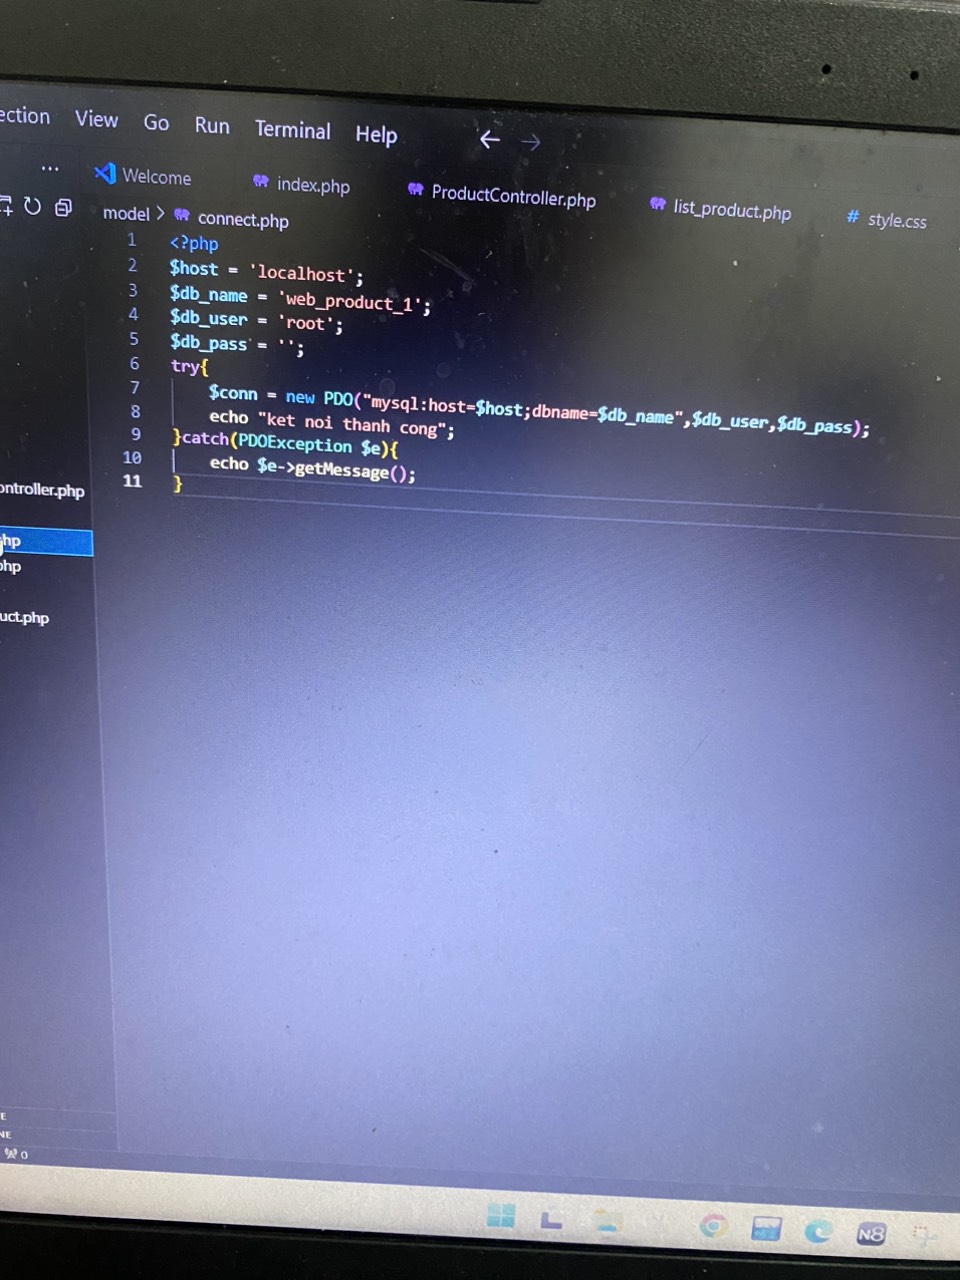 ection View Go Run Terminal Help
Welcome index.php ProductController.php list_product.php # style.css
model > connect.php
1 <?php
2 $host = 'localhost';
3 $db_name = 'web_product_1';
4 $db_user = 'root';
5 $db_pass = '';
6 try{
7 $conn = new PDO("mysql:host=$host;dbname=$db_name",$db_user,$db_pass);
8 echo "ket noi thanh cong";
9 }catch(PDOException $e){
10 echo $e->getMessage();
11 }
ontroller.php
hp
php
uct.php
E
NE
0
N8